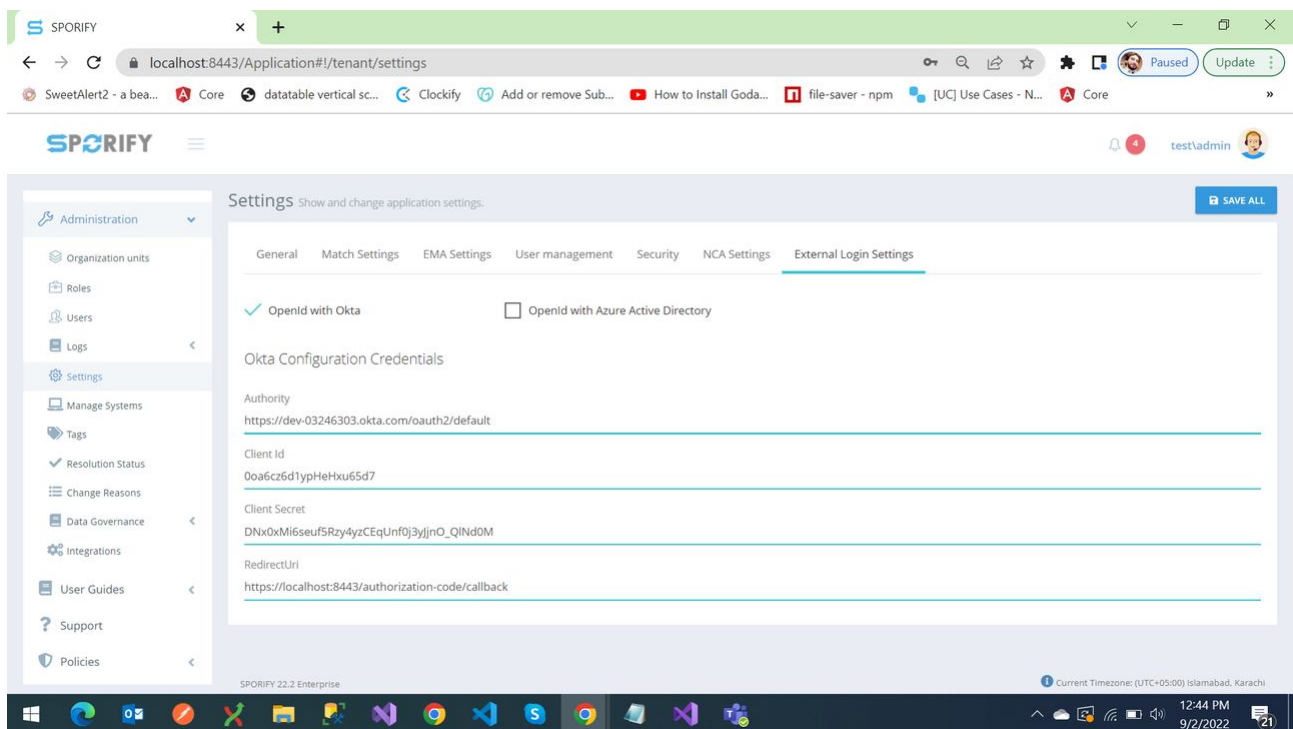 SPORIFY
localhost:8443/Application#!/tenant/settings
Paused
Update
SweetAlert2 - a bea...
Core
datatable vertical sc...
Clockify
Add or remove Sub...
How to Install Goda...
file-saver - npm
[UC] Use Cases - N...
Core
»
SPORIFY
4
test\admin
Administration
Organization units
Roles
Users
Logs
Settings
Manage Systems
Tags
Resolution Status
Change Reasons
Data Governance
Integrations
User Guides
Support
Policies
Settings Show and change application settings.
SAVE ALL
General Match Settings EMA Settings User management Security NCA Settings External Login Settings
OpenId with Okta
OpenId with Azure Active Directory
Okta Configuration Credentials
Authority
https://dev-03246303.okta.com/oauth2/default
Client Id
0oa6cz6d1ypHeHxu65d7
Client Secret
DNx0xMi6seuf5Rzy4yzCEqUnf0j3yJjnO_QlNd0M
RedirectUri
https://localhost:8443/authorization-code/callback
SPORIFY 22.2 Enterprise
Current Timezone: (UTC+05:00) Islamabad, Karachi
12:44 PM
9/2/2022
21